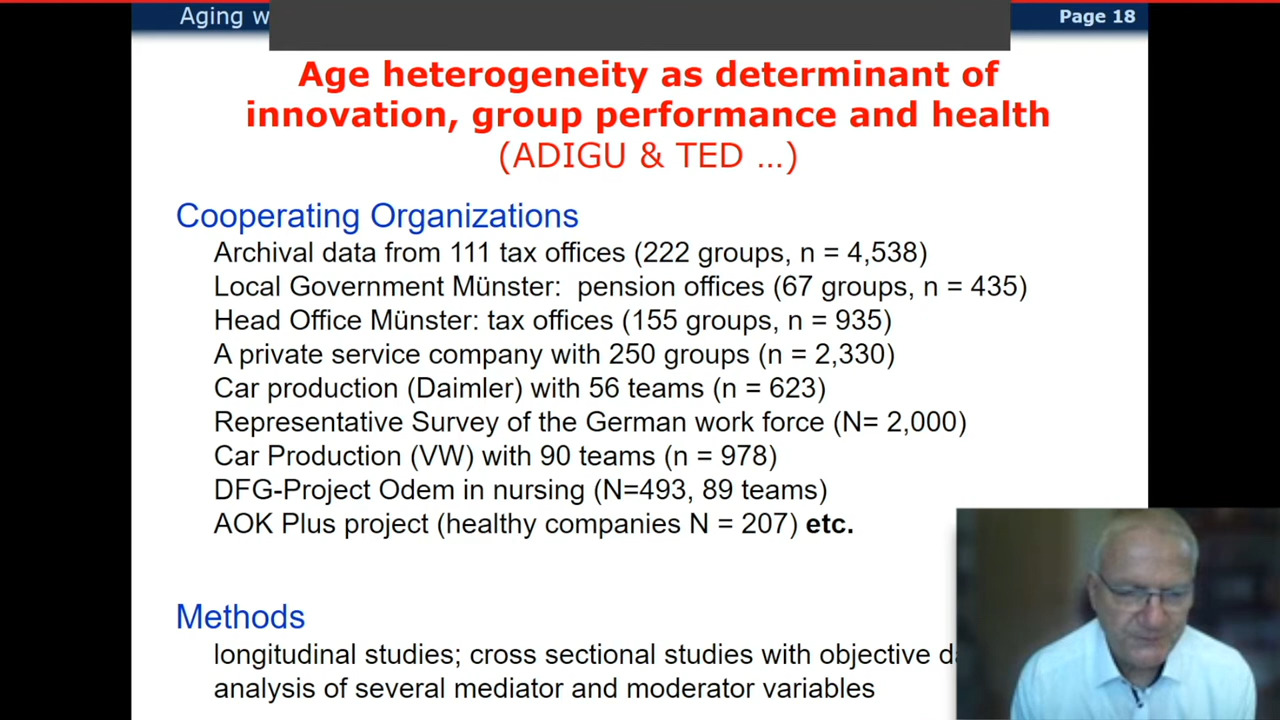 Aging
Page 18
Age heterogeneity as determinant of
innovation, group performance and health
(ADIGU & TED ...)
Cooperating Organizations
Archival data from 111 tax offices (222 groups, n = 4,538)
Local Government Münster:  pension offices (67 groups, n = 435)
Head Office Münster: tax offices (155 groups, n = 935)
A private service company with 250 groups (n = 2,330)
Car production (Daimler) with 56 teams (n = 623)
Representative Survey of the German work force (N= 2,000)
Car Production (VW) with 90 teams (n = 978)
DFG-Project Odem in nursing (N=493, 89 teams)
AOK Plus project (healthy companies N = 207) etc.
Methods
longitudinal studies; cross sectional studies with objective
analysis of several mediator and moderator variables